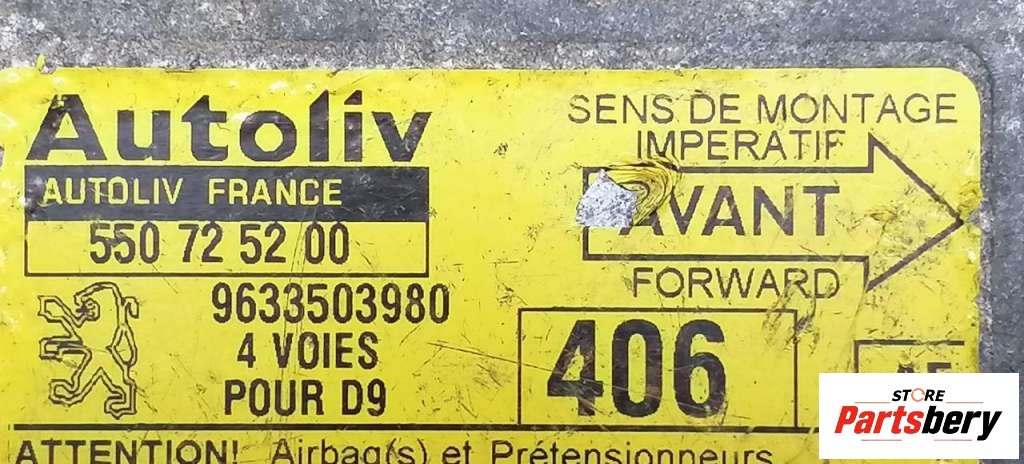 Autoliv
AUTOLIV FRANCE
550 72 52 00
9633503980
4 VOIES
POUR D9
SENS DE MONTAGE
IMPERATIF
AVANT
FORWARD
406
ATTENTION! Airbag(s) et Prétensionneurs
STORE
Partsbery